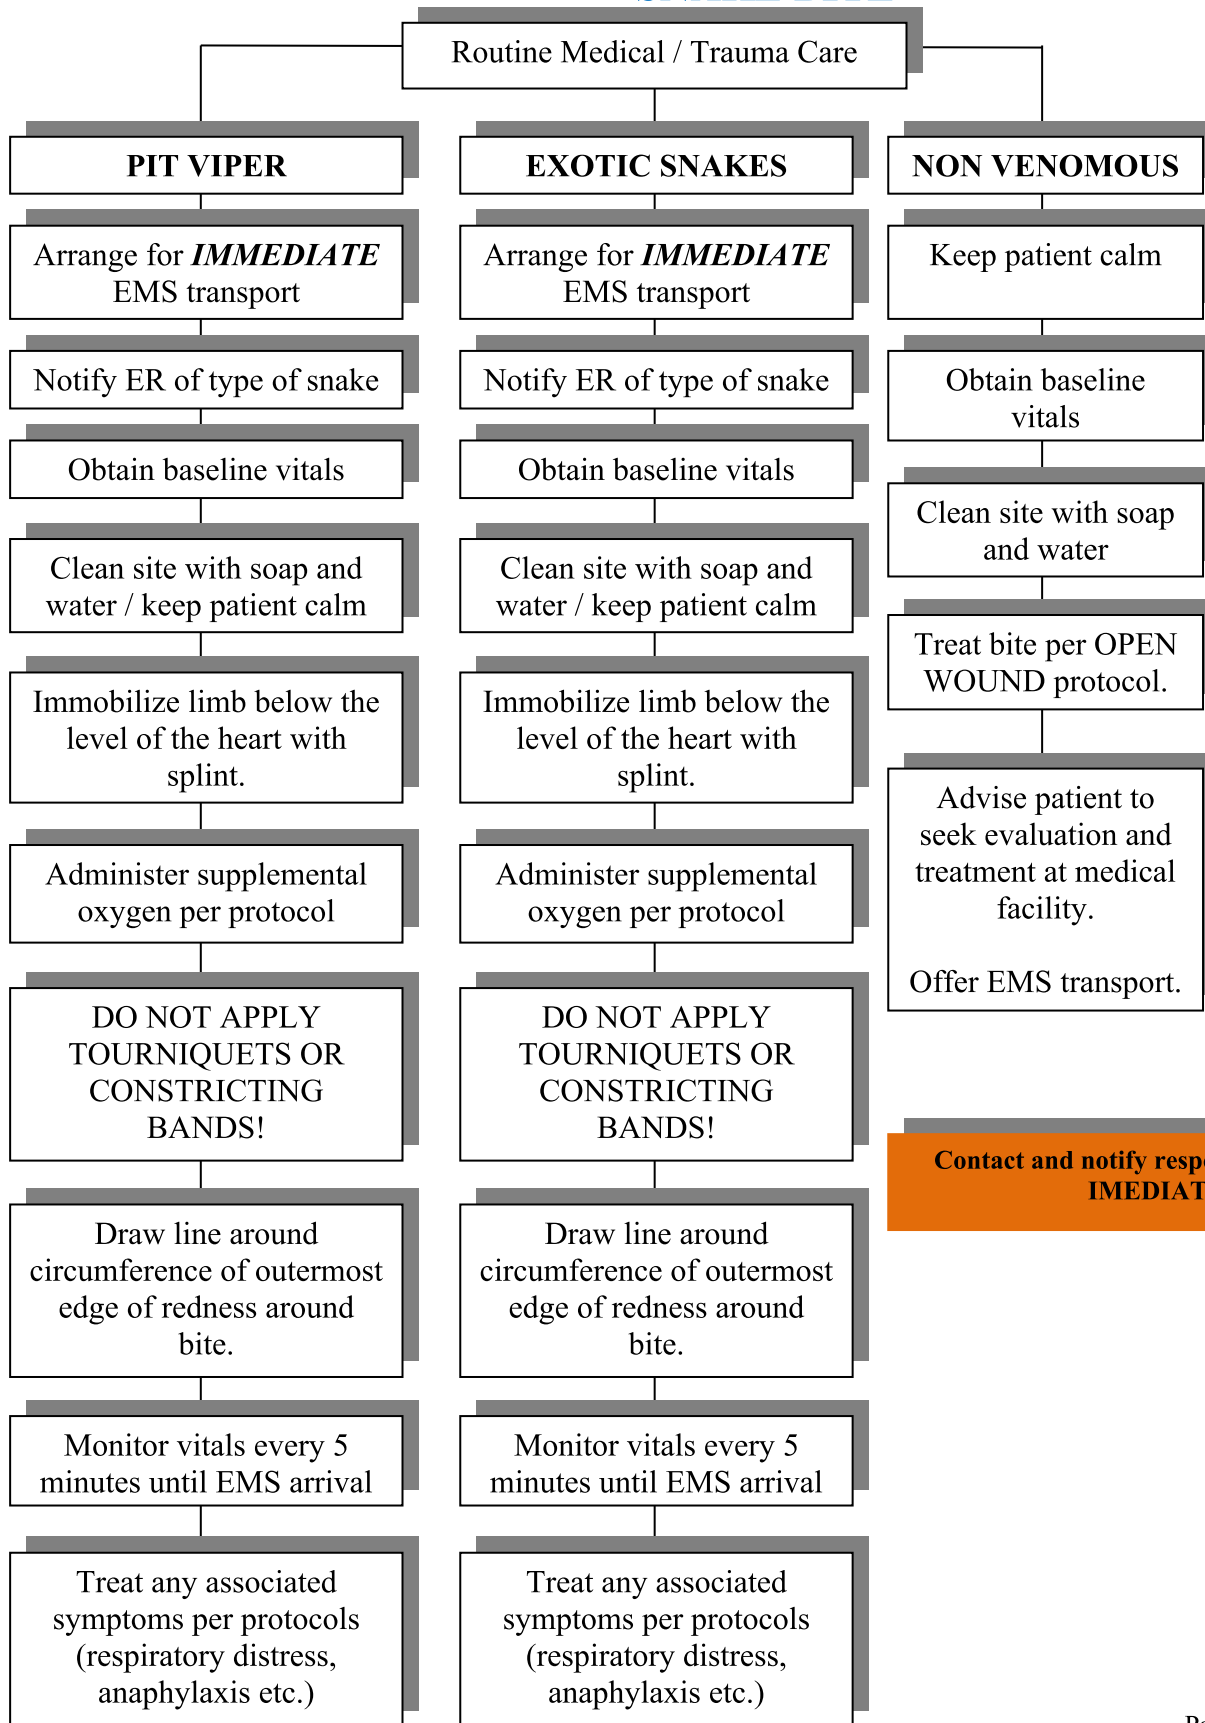 Routine Medical / Trauma Care
PIT VIPER
Arrange for IMMEDIATE
EMS transport
Notify ER of type of snake
Obtain baseline vitals
Clean site with soap and
water / keep patient calm
Immobilize limb below the
level of the heart with
splint.
Administer supplemental
oxygen per protocol
DO NOT APPLY
TOURNIQUETS OR
CONSTRICTING
BANDS!
Draw line around
circumference of outermost
edge of redness around
bite.
Monitor vitals every 5
minutes until EMS arrival
Treat any associated
symptoms per protocols
(respiratory distress,
anaphylaxis etc.)
EXOTIC SNAKES
Arrange for IMMEDIATE
EMS transport
Notify ER of type of snake
Obtain baseline vitals
Clean site with soap and
water / keep patient calm
Immobilize limb below the
level of the heart with
splint.
Administer supplemental
oxygen per protocol
DO NOT APPLY
TOURNIQUETS OR
CONSTRICTING
BANDS!
Draw line around
circumference of outermost
edge of redness around
bite.
Monitor vitals every 5
minutes until EMS arrival
Treat any associated
symptoms per protocols
(respiratory distress,
anaphylaxis etc.)
NON VENOMOUS
Keep patient calm
Obtain baseline
vitals
Clean site with soap
and water
Treat bite per OPEN
WOUND protocol.
Advise patient to
seek evaluation and
treatment at medical
facility.
Offer EMS transport.
Contact and notify resp
IMEDIAT